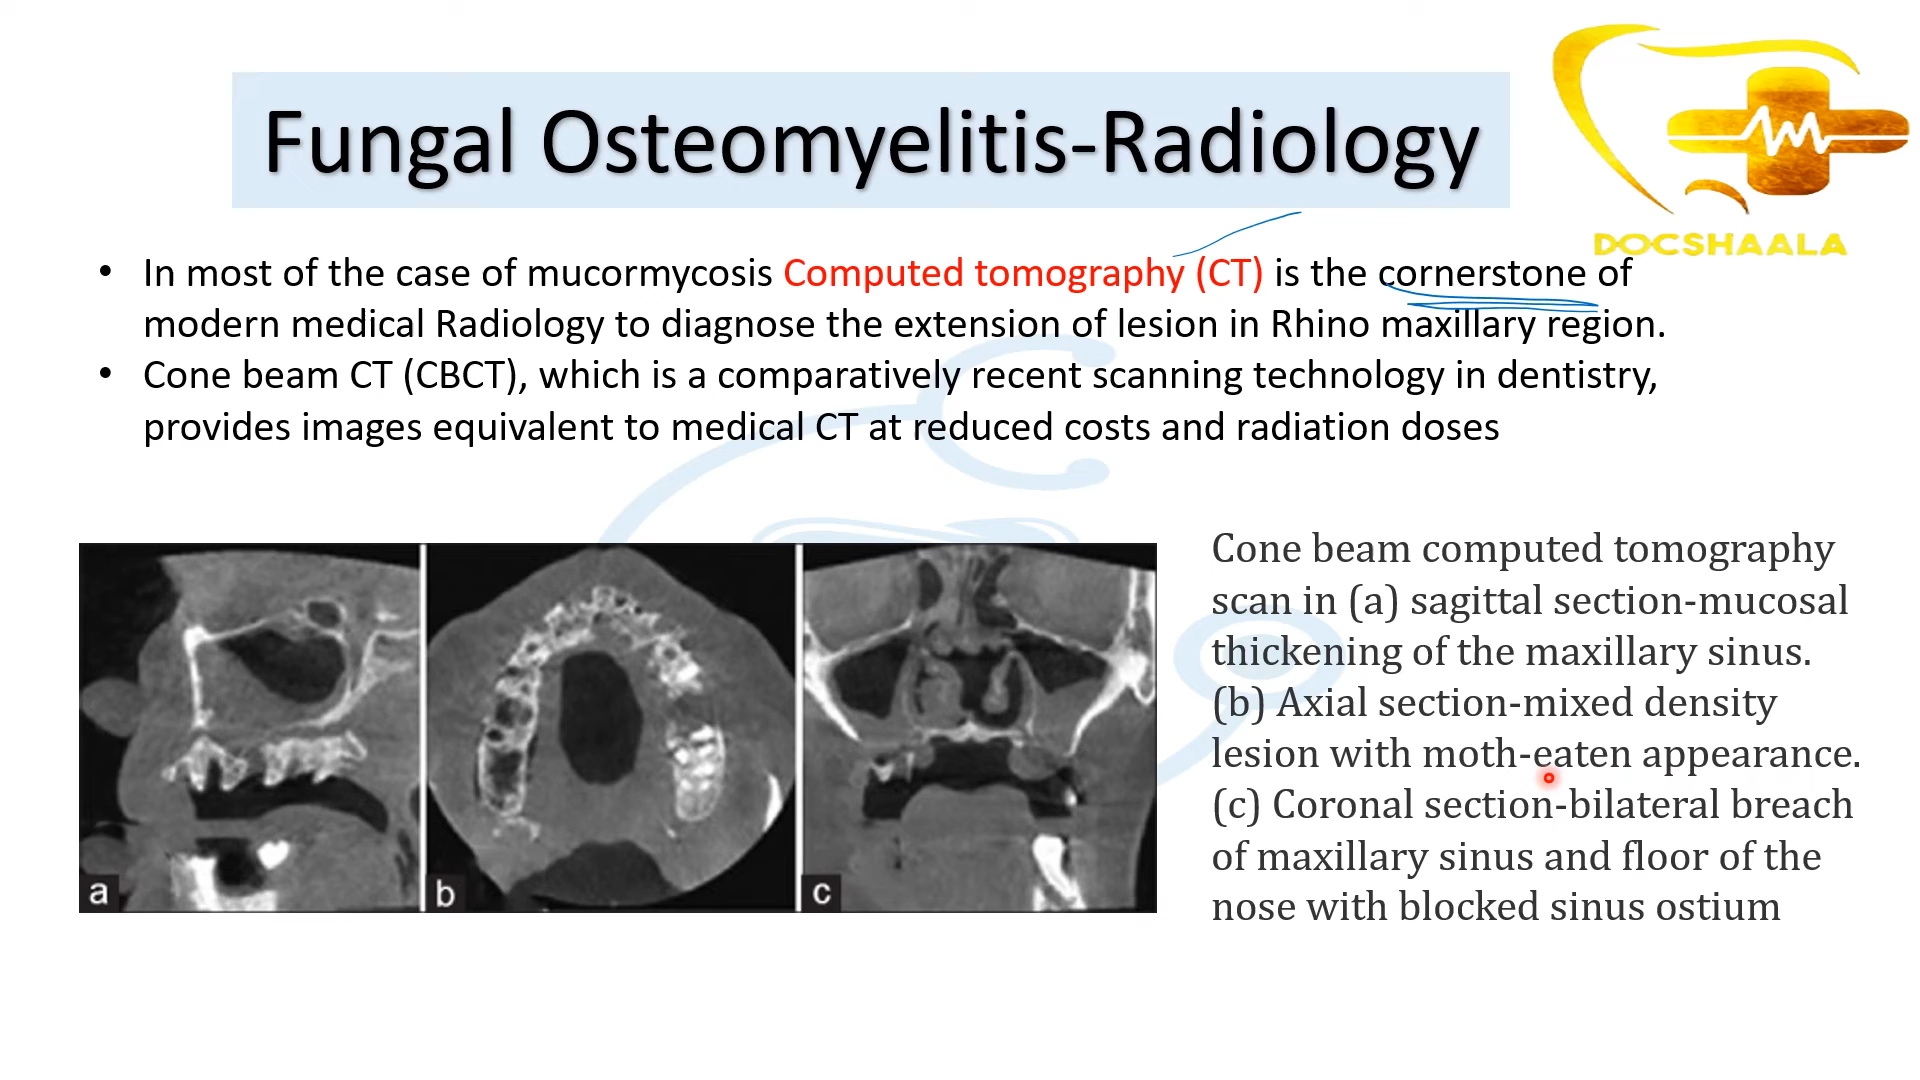 Fungal Osteomyelitis-Radiology
DOCSHAALA
• In most of the case of mucormycosis Computed tomography (CT) is the cornerstone of
modern medical Radiology to diagnose the extension of lesion in Rhino maxillary region.
• Cone beam CT (CBCT), which is a comparatively recent scanning technology in dentistry,
provides images equivalent to medical CT at reduced costs and radiation doses
a
b
c
Cone beam computed tomography
scan in (a) sagittal section-mucosal
thickening of the maxillary sinus.
(b) Axial section-mixed density
lesion with moth-eaten appearance.
(c) Coronal section-bilateral breach
of maxillary sinus and floor of the
nose with blocked sinus ostium